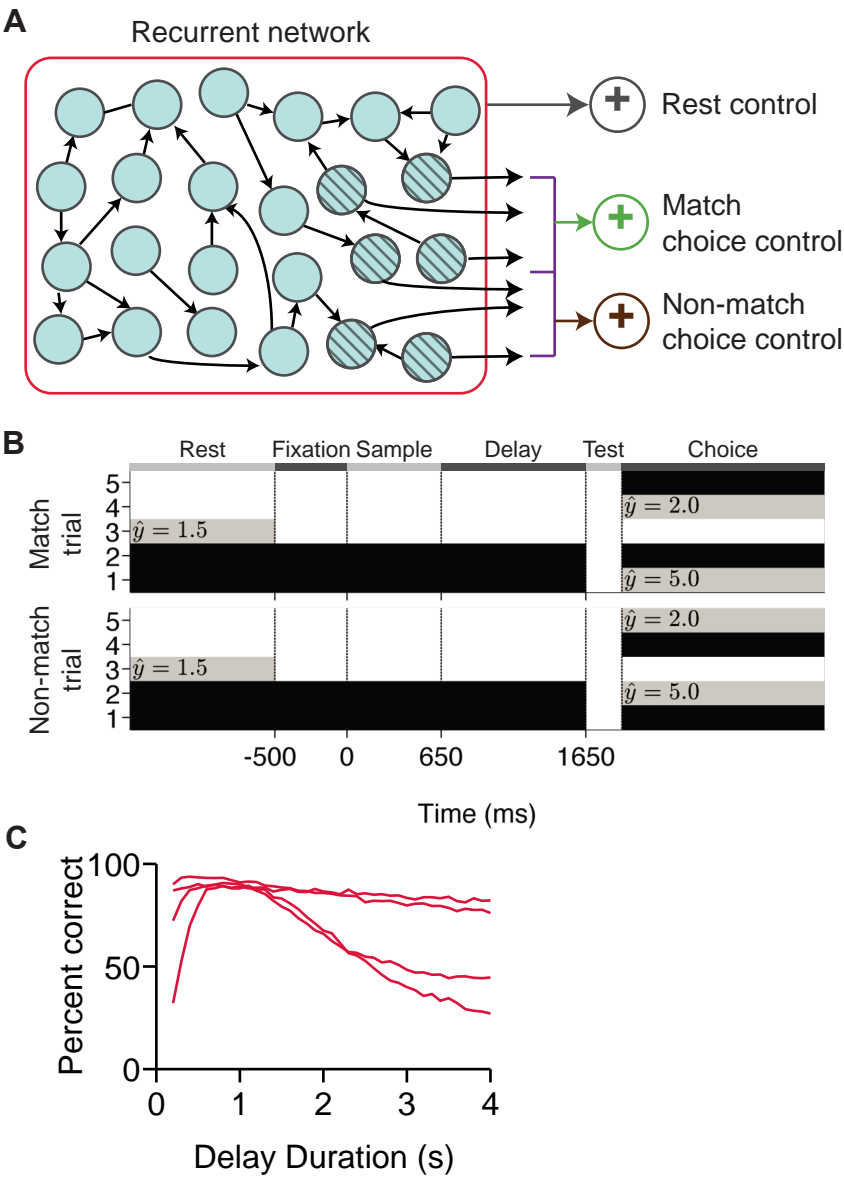 A
Recurrent network
Rest control
Match
choice control
Non-match
choice control
B
Rest Fixation Sample Delay Test Choice
Match
trial
5
4
3
2
1
ŷ = 1.5
ŷ = 2.0
ŷ = 5.0
Non-match
trial
5
4
3
2
1
ŷ = 1.5
ŷ = 2.0
ŷ = 5.0
-500 0 650 1650
Time (ms)
C
Percent correct
100
50
0
0 1 2 3 4
Delay Duration (s)